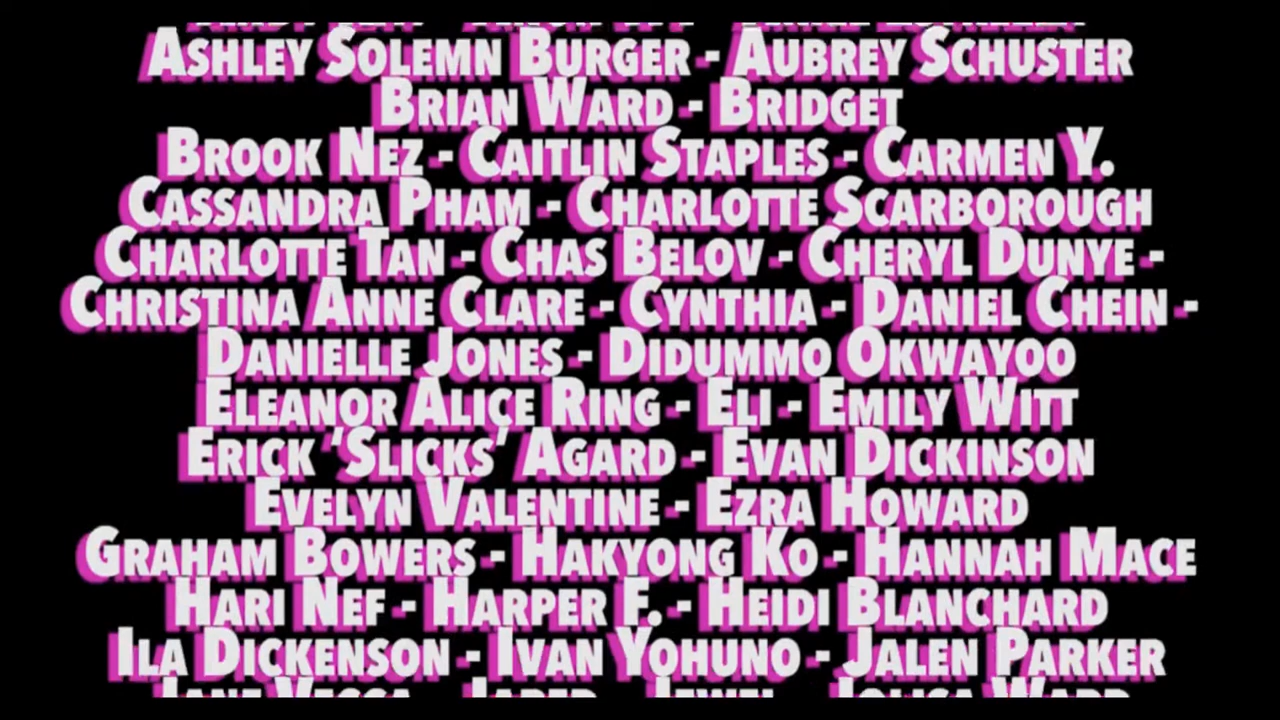 ASHLEY SOLEMN BURGER - AUBREY SCHUSTER
BRIAN WARD - BRIDGET
BROOK NEZ - CAITLIN STAPLES - CARMEN Y.
CASSANDRA PHAM - CHARLOTTE SCARBOROUGH
CHARLOTTE TAN - CHAS BELOV - CHERYL DUNYE -
CHRISTINA ANNE CLARE - CYNTHIA - DANIEL CHEIN -
DANIELLE JONES - DIDUMMO OKWAYOO
ELEANOR ALICE RING - ELI - EMILY WITT
ERICK ‘SLICKS’ AGARD - EVAN DICKINSON
EVELYN VALENTINE - EZRA HOWARD
GRAHAM BOWERS - HAKYONG KO - HANNAH MACE
HARI NEF - HARPER F. - HEIDI BLANCHARD
ILA DICKENSON - IVAN YOHUNO - JALEN PARKER